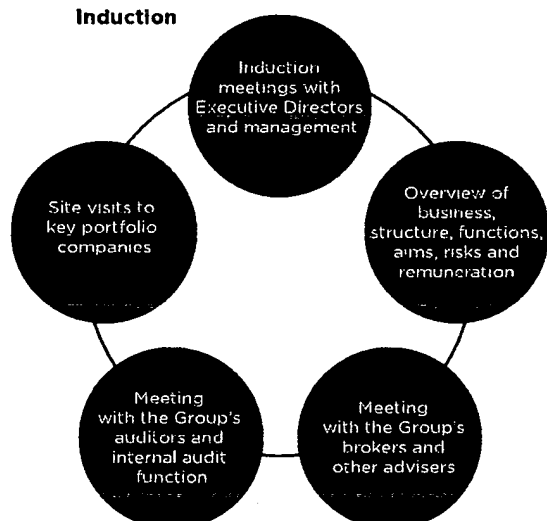 Induction
Induction
meetings with
Executive Directors
and management
Overview of
business,
structure, functions,
aims, risks and
remuneration
Meeting
with the Group's
brokers and
other advisers
Meeting
with the Group's
auditors and
internal audit
function
Site visits to
key portfolio
companies